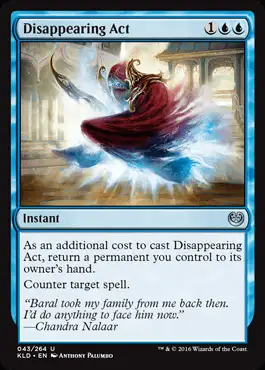 Disappearing Act 1
Instant
As an additional cost to cast Disappearing
Act, return a permanent you control to its
owner's hand.
Counter target spell.
"Baral took my family from me back then.
I'd do anything to face him now."
—Chandra Nalaar
043/264 U
KLD • EN Anthony Palumbo
™ & © 2016 Wizards of the Coast